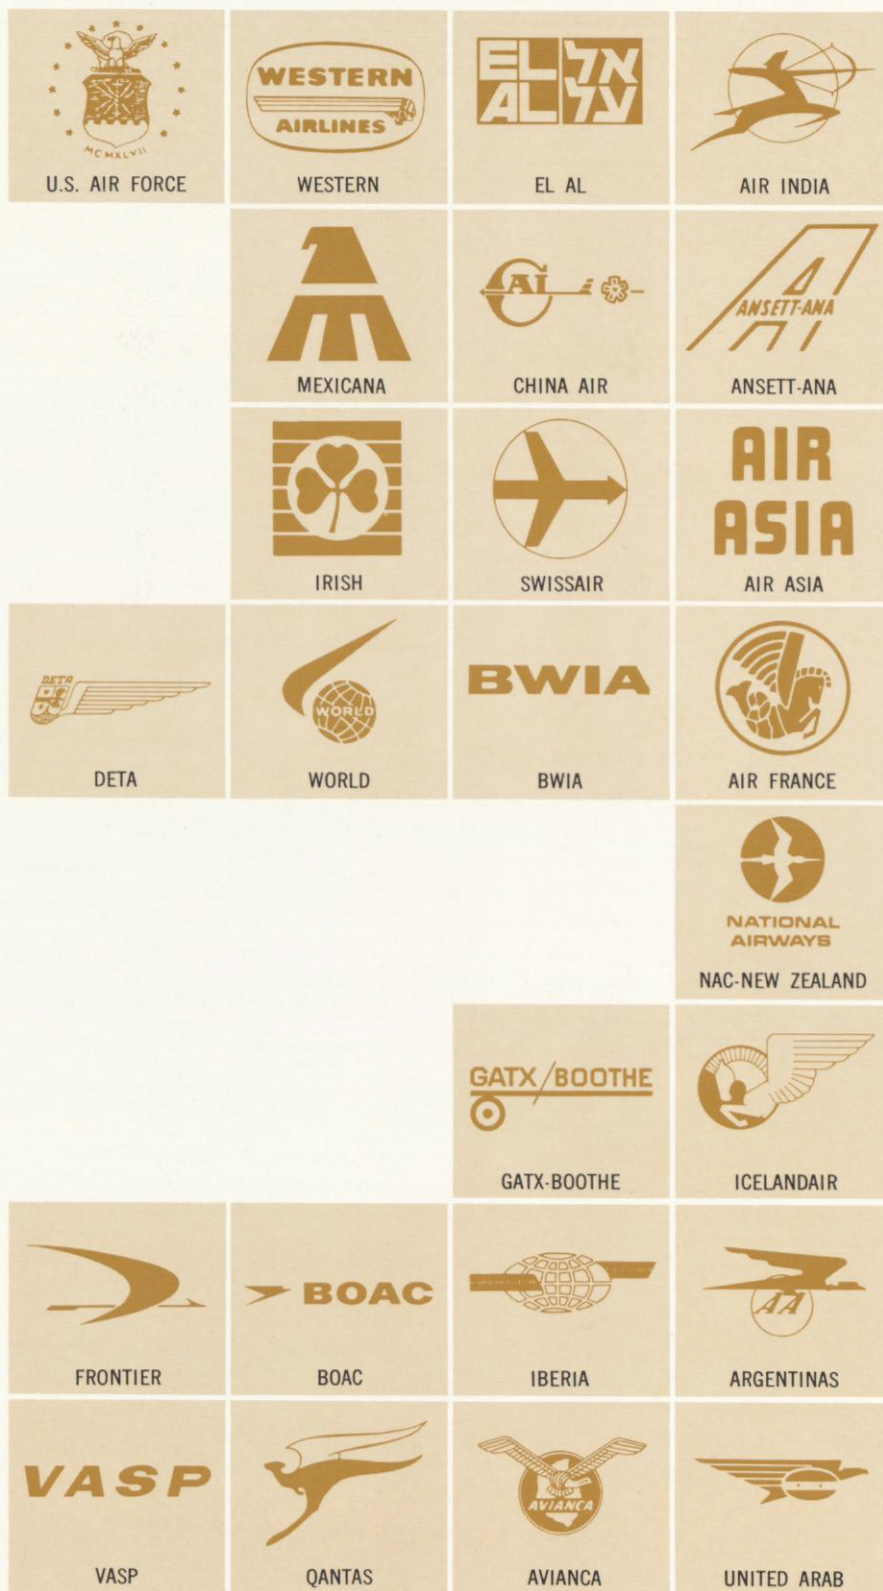 MCMXLVII
U.S. AIR FORCE
WESTERN
AIRLINES
WESTERN
EL אל
AL על
EL AL
AIR INDIA
MEXICANA
CAL
CHINA AIR
ANSETT-ANA
ANSETT-ANA
IRISH
SWISSAIR
AIR
ASIA
AIR ASIA
DETA
DETA
WORLD
WORLD
BWIA
BWIA
AIR FRANCE
NATIONAL
AIRWAYS
NAC-NEW ZEALAND
GATX/BOOTHE
GATX-BOOTHE
ICELANDAIR
FRONTIER
BOAC
BOAC
IBERIA
AA
ARGENTINAS
VASP
VASP
QANTAS
AVIANCA
AVIANCA
UNITED ARAB